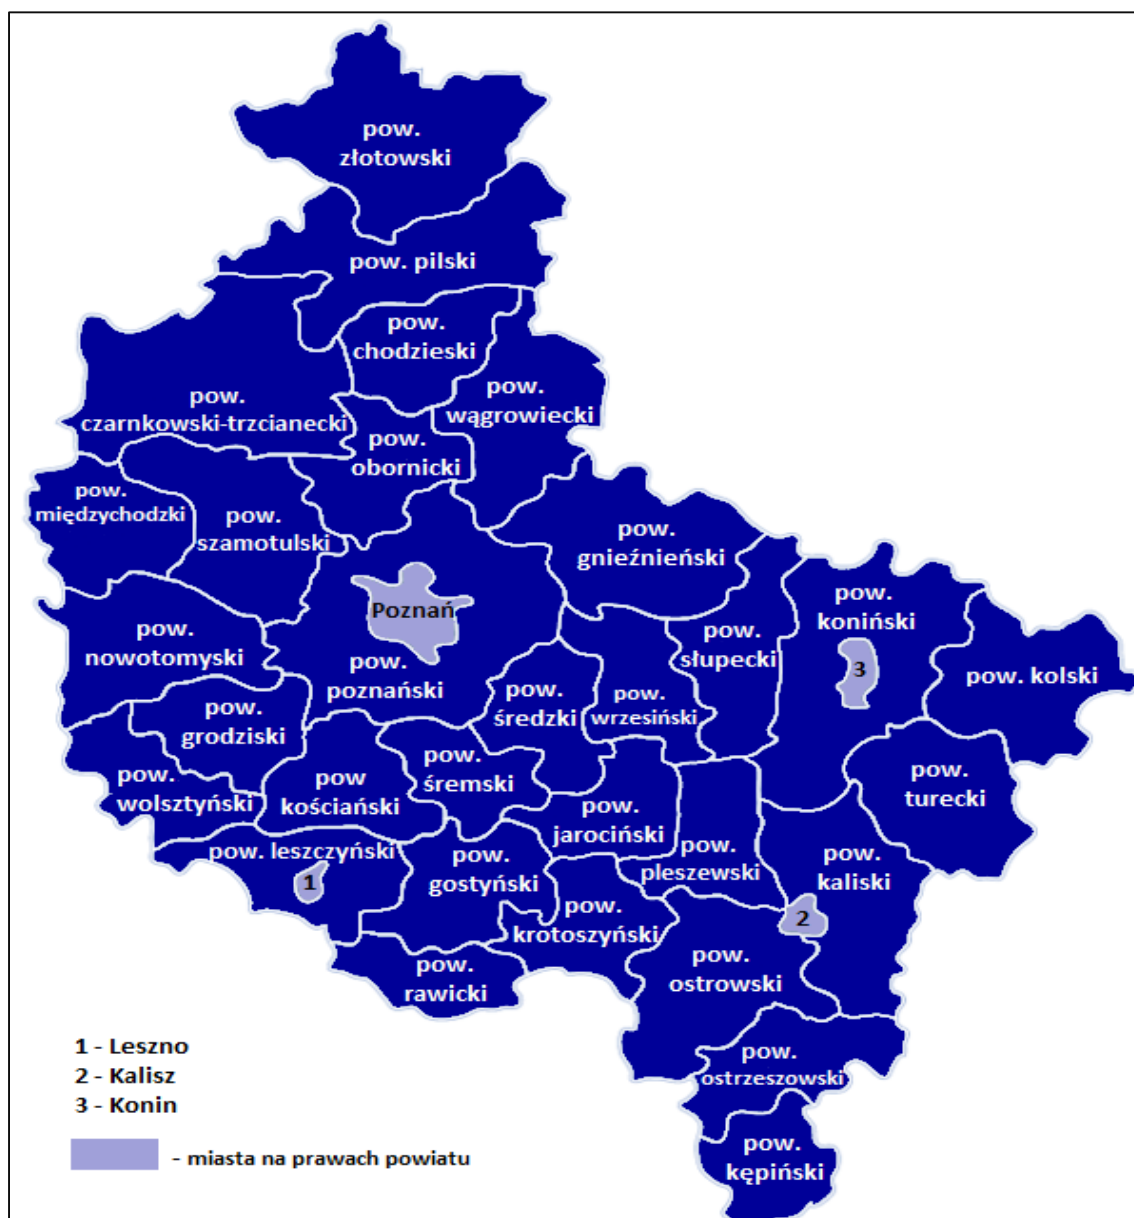 pow.
złotowski
pow. pilski
pow.
chodzieski
pow.
wągrowiecki
pow.
czarnkowski-trzcianecki
pow.
obornicki
pow.
międzychodzki
pow.
szamotulski
pow.
gnieźnieński
Poznań
pow.
koniński
pow.
nowotomyski
pow.
poznański
pow.
słupecki
3
pow. kolski
pow.
średzki
pow.
wrzesiński
pow.
grodziski
pow.
wolsztyński
pow
kościański
pow.
śremski
pow.
turecki
pow.
jarociński
pow. leszczyński
1
pow.
gostyński
pow.
pleszewski
pow.
kaliski
2
pow.
krotoszyński
pow.
rawicki
pow.
ostrowski
pow.
ostrzeszowski
pow.
kępiński
1 - Leszno
2 - Kalisz
3 - Konin
- miasta na prawach powiatu